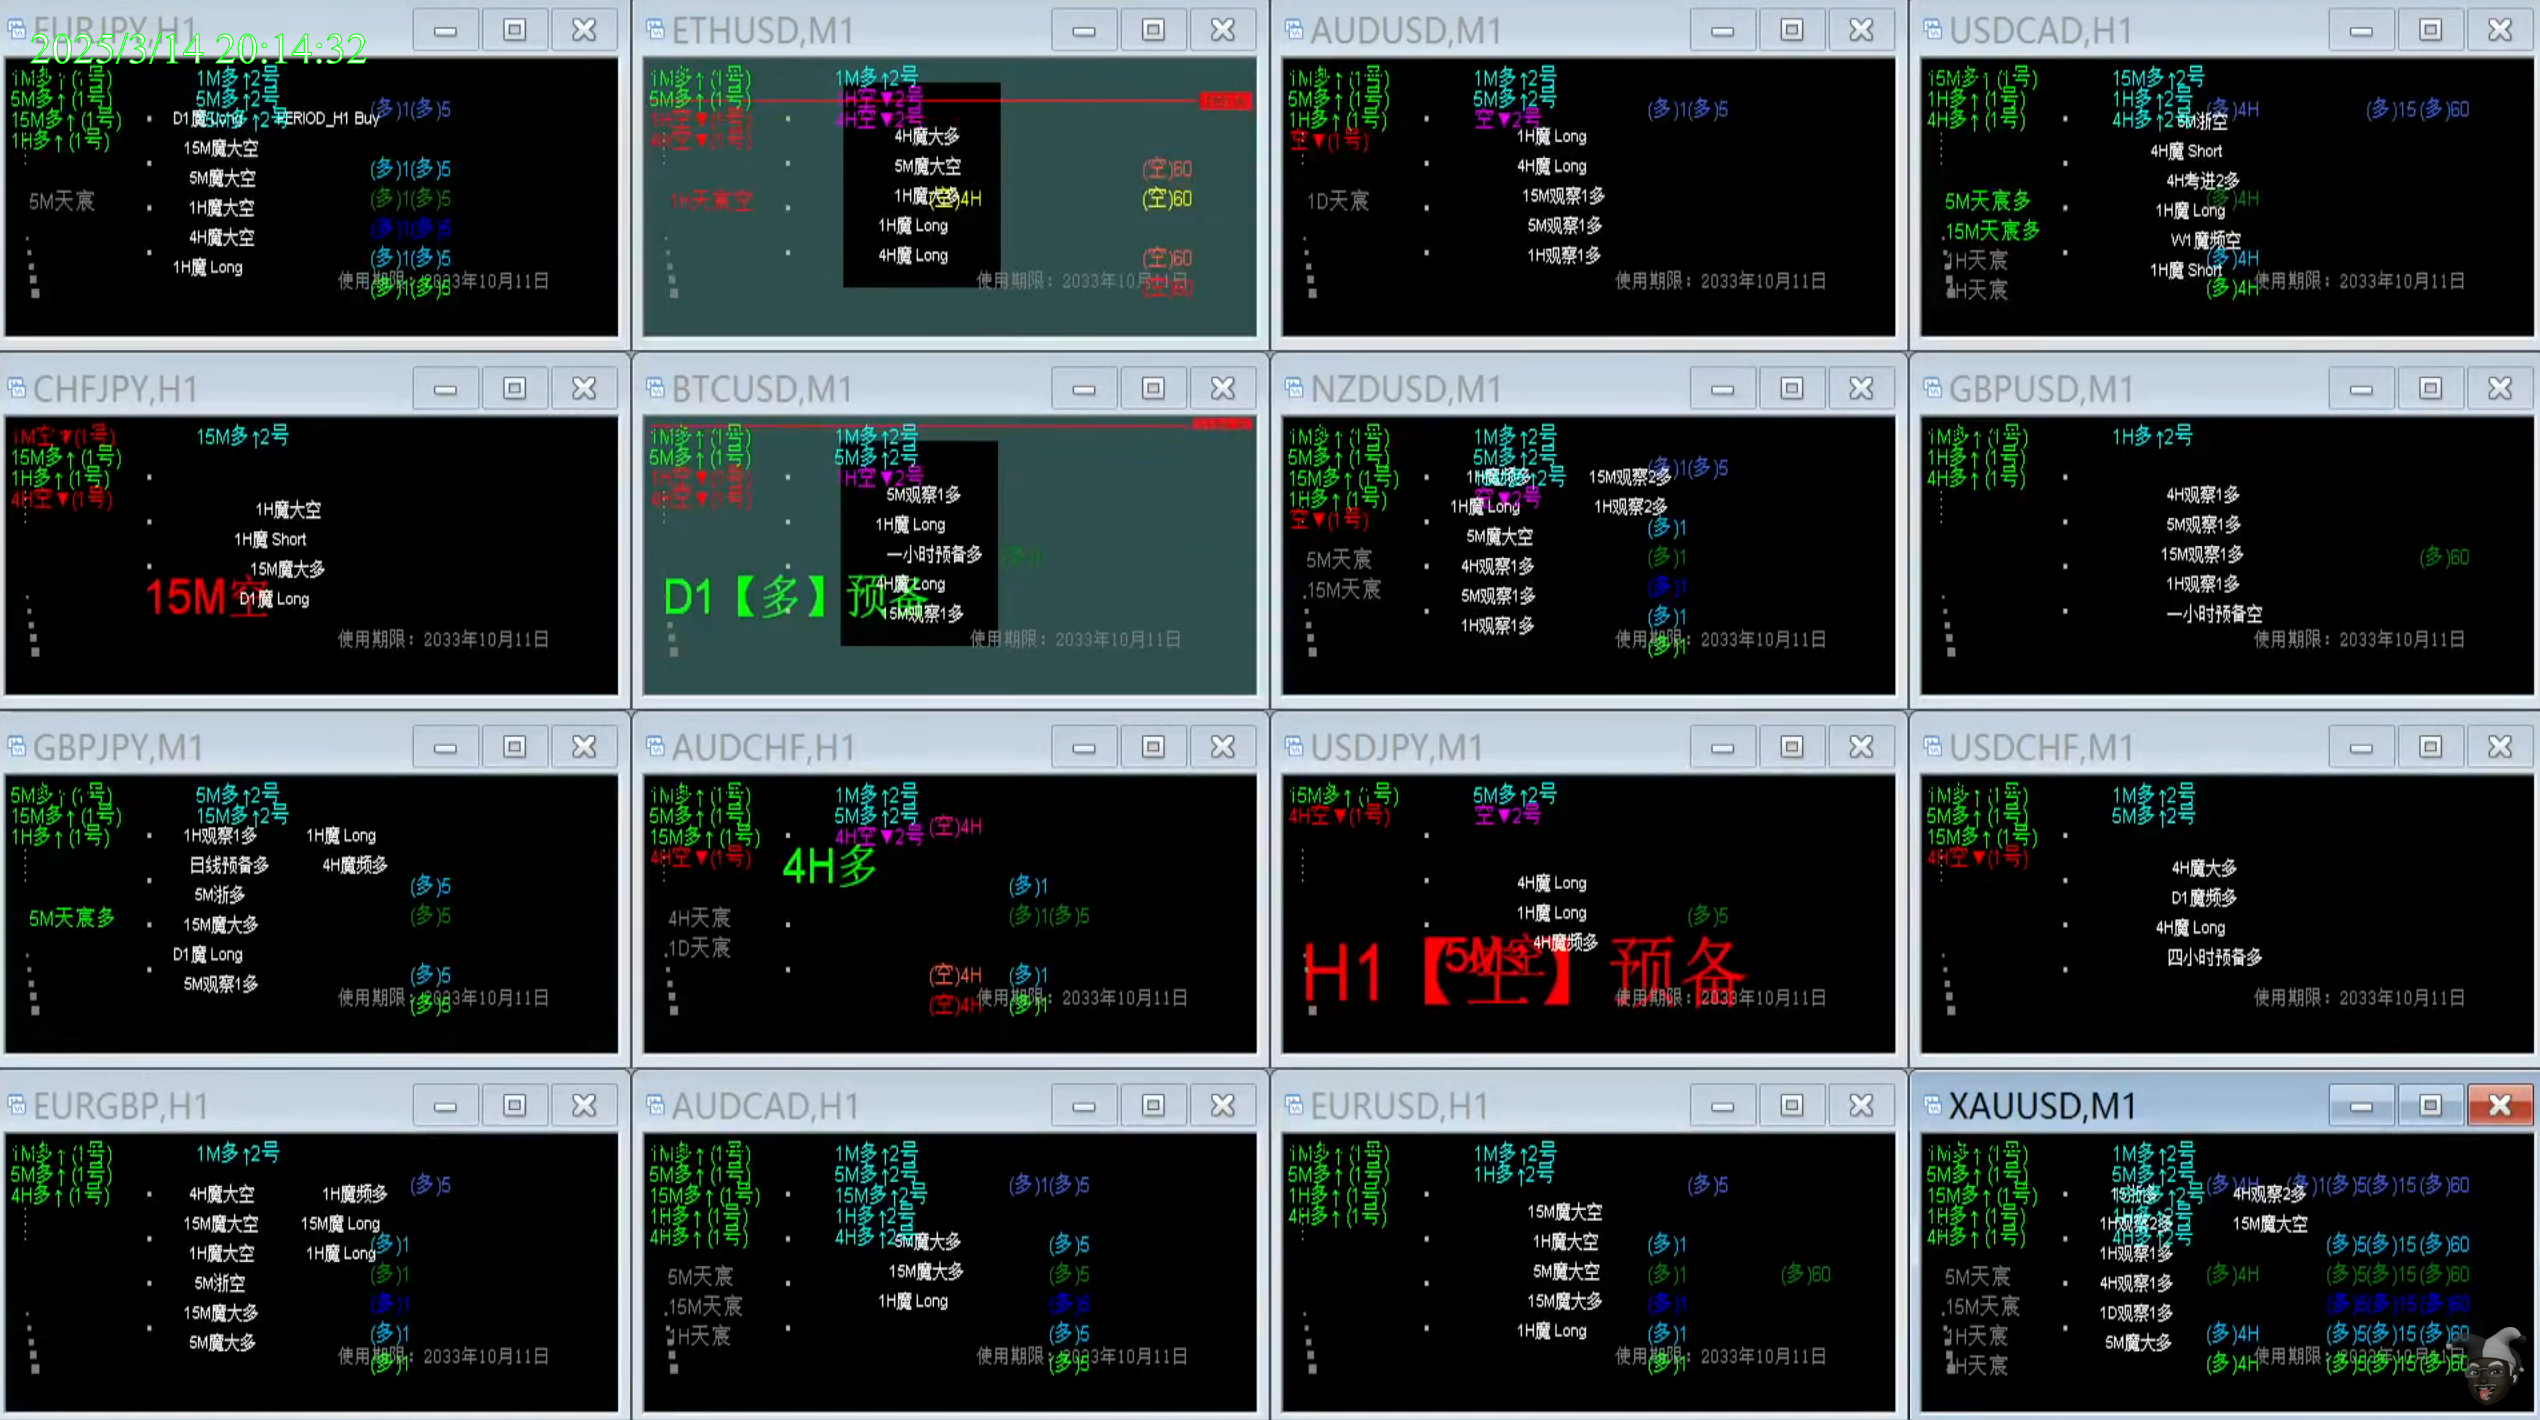 EURJPY,H1
2025/3/14 20:14:32
1M多↑(1号)
1M多↑2号
5M多↑(1号)
5M多↑2号
(多)1(多)5
15M多↑(1号)
1H多↑(1号)
15M魔大空
5M魔大空
(多)1(多)5
5M天宸
(多)1(多)5
1H魔大空
(多)1(多)5
4H魔大空
(多)1(多)5
1H魔 Long
使用期限：2033年10月11日
ETHUSD,M1
1M多↑(1号)
1M多↑2号
5M多↑(1号)
4H空▼2号
4H魔大多
5M魔大空
(空)60
1H天宸空
(空)4H
(空)60
1H魔 Long
4H魔 Long
(空)60
AUDUSD,M1
1M多↑(1号)
1M多↑2号
5M多↑(1号)
5M多↑2号
(多)1(多)5
1H多↑(1号)
空▼2号
空▼(1号)
1H魔 Long
4H魔 Long
1D天宸
15M观察1多
5M观察1多
1H观察1多
使用期限：2033年10月11日
USDCAD,H1
15M多↑(1号)
15M多↑2号
1H多↑(1号)
1H多↑2号
(多)4H
(多)15(多)60
4H多↑(1号)
4H魔 Short
4H考进2多
5M天宸多
1H魔 Long
15M天宸多
W1魔频空
1H天宸
(多)4H
1H魔 Short
4H天宸
(多)4H
使用期限：2033年10月11日
CHFJPY,H1
1M空▼(1号)
15M多↑2号
15M多↑(1号)
1H多↑(1号)
4H空▼(1号)
1H魔大空
1H魔 Short
15M魔大多
15M空
D1魔 Long
使用期限：2033年10月11日
BTCUSD,M1
1M多↑(1号)
1M多↑2号
5M多↑(1号)
5M多↑2号
1H空▼(1号)
1H空▼2号
4H空▼(1号)
5M观察1多
1H魔 Long
一小时预备多
(多)1
4H魔 Long
D1【多】预备
15M观察1多
使用期限：2033年10月11日
NZDUSD,M1
1M多↑(1号)
1M多↑2号
5M多↑(1号)
5M多↑2号
(多)1(多)5
15M多↑(1号)
1H魔频多
15M观察2多
1H多↑(1号)
空▼2号
1H魔 Long
1H观察2多
空▼(1号)
(多)1
5M魔大空
5M天宸
(多)1
4H观察1多
15M天宸
(多)1
5M观察1多
(多)1
1H观察1多
(多)1
使用期限：2033年10月11日
GBPUSD,M1
1M多↑(1号)
1H多↑2号
1H多↑(1号)
4H多↑(1号)
4H观察1多
5M观察1多
15M观察1多
(多)60
1H观察1多
一小时预备空
使用期限：2033年10月11日
GBPJPY,M1
5M多↑(1号)
5M多↑2号
15M多↑(1号)
15M多↑2号
1H多↑(1号)
1H观察1多
1H魔 Long
日线预备多
4H魔频多
5M浙多
(多)5
5M天宸多
15M魔大多
(多)5
D1魔 Long
5M观察1多
(多)5
(多)5
使用期限：2033年10月11日
AUDCHF,H1
1M多↑(1号)
1M多↑2号
5M多↑(1号)
5M多↑2号
15M多↑(1号)
4H空▼2号
(空)4H
4H空▼(1号)
4H多
(多)1
4H天宸
(多)1(多)5
1D天宸
(空)4H
(多)1
(空)4H
(多)1
使用期限：2033年10月11日
USDJPY,M1
15M多↑(1号)
5M多↑2号
4H空▼(1号)
空▼2号
4H魔 Long
1H魔 Long
(多)5
4H魔频多
5M空
H1【空】预备
使用期限：2033年10月11日
USDCHF,M1
1M多↑(1号)
1M多↑2号
5M多↑(1号)
5M多↑2号
15M多↑(1号)
4H空▼(1号)
4H魔大多
D1魔频多
4H魔 Long
四小时预备多
使用期限：2033年10月11日
EURGBP,H1
1M多↑(1号)
1M多↑2号
5M多↑(1号)
4H多↑(1号)
4H魔大空
1H魔频多
(多)5
15M魔大空
15M魔 Long
1H魔大空
1H魔 Long
(多)1
5M浙空
(多)1
15M魔大多
(多)1
5M魔大多
(多)1
(多)1
使用期限：2033年10月11日
AUDCAD,H1
1M多↑(1号)
1M多↑2号
5M多↑(1号)
5M多↑2号
(多)1(多)5
15M多↑(1号)
15M多↑2号
1H多↑(1号)
1H多↑2号
4H多↑(1号)
4H多↑2号
5M魔大多
(多)5
5M天宸
15M魔大多
(多)5
15M天宸
1H魔 Long
(多)5
1H天宸
(多)5
(多)5
使用期限：2033年10月11日
EURUSD,H1
1M多↑(1号)
1M多↑2号
5M多↑(1号)
1H多↑2号
(多)5
1H多↑(1号)
4H多↑(1号)
15M魔大空
1H魔大空
(多)1
5M魔大空
(多)1
(多)60
15M魔大多
(多)1
1H魔 Long
(多)1
(多)1
使用期限：2033年10月11日
XAUUSD,M1
1M多↑(1号)
1M多↑2号
5M多↑(1号)
5M多↑2号
(多)4H
(多)1(多)5(多)15(多)60
15M多↑(1号)
4H观察2多
1H多↑(1号)
1H观察2多
15M魔大空
4H多↑(1号)
4H多↑2号
1H观察1多
(多)5(多)15(多)60
5M天宸
4H观察1多
(多)4H
(多)5(多)15(多)60
15M天宸
1D观察1多
(多)5(多)15(多)60
1H天宸
5M魔大多
(多)4H
(多)5(多)15(多)60
4H天宸
(多)4H
(多)5(多)15(多)60